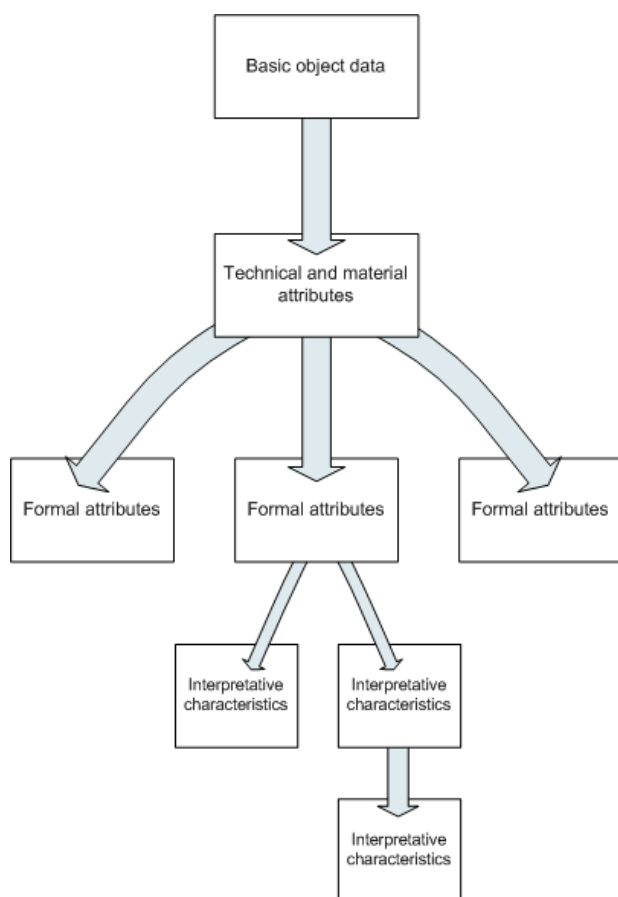 Basic object data
Technical and material
attributes
Formal attributes
Formal attributes
Formal attributes
Interpretative
characteristics
Interpretative
characteristics
Interpretative
characteristics